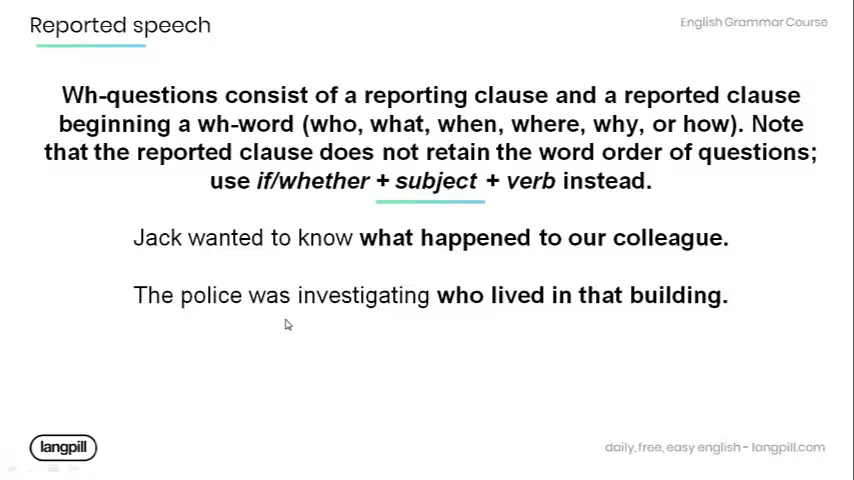 Reported speech
English Grammar Course
Wh-questions consist of a reporting clause and a reported clause
beginning a wh-word (who, what, when, where, why, or how). Note
that the reported clause does not retain the word order of questions;
use if/whether + subject + verb instead.
Jack wanted to know what happened to our colleague.
The police was investigating who lived in that building.
langpill
daily, free, easy english - langpill.com